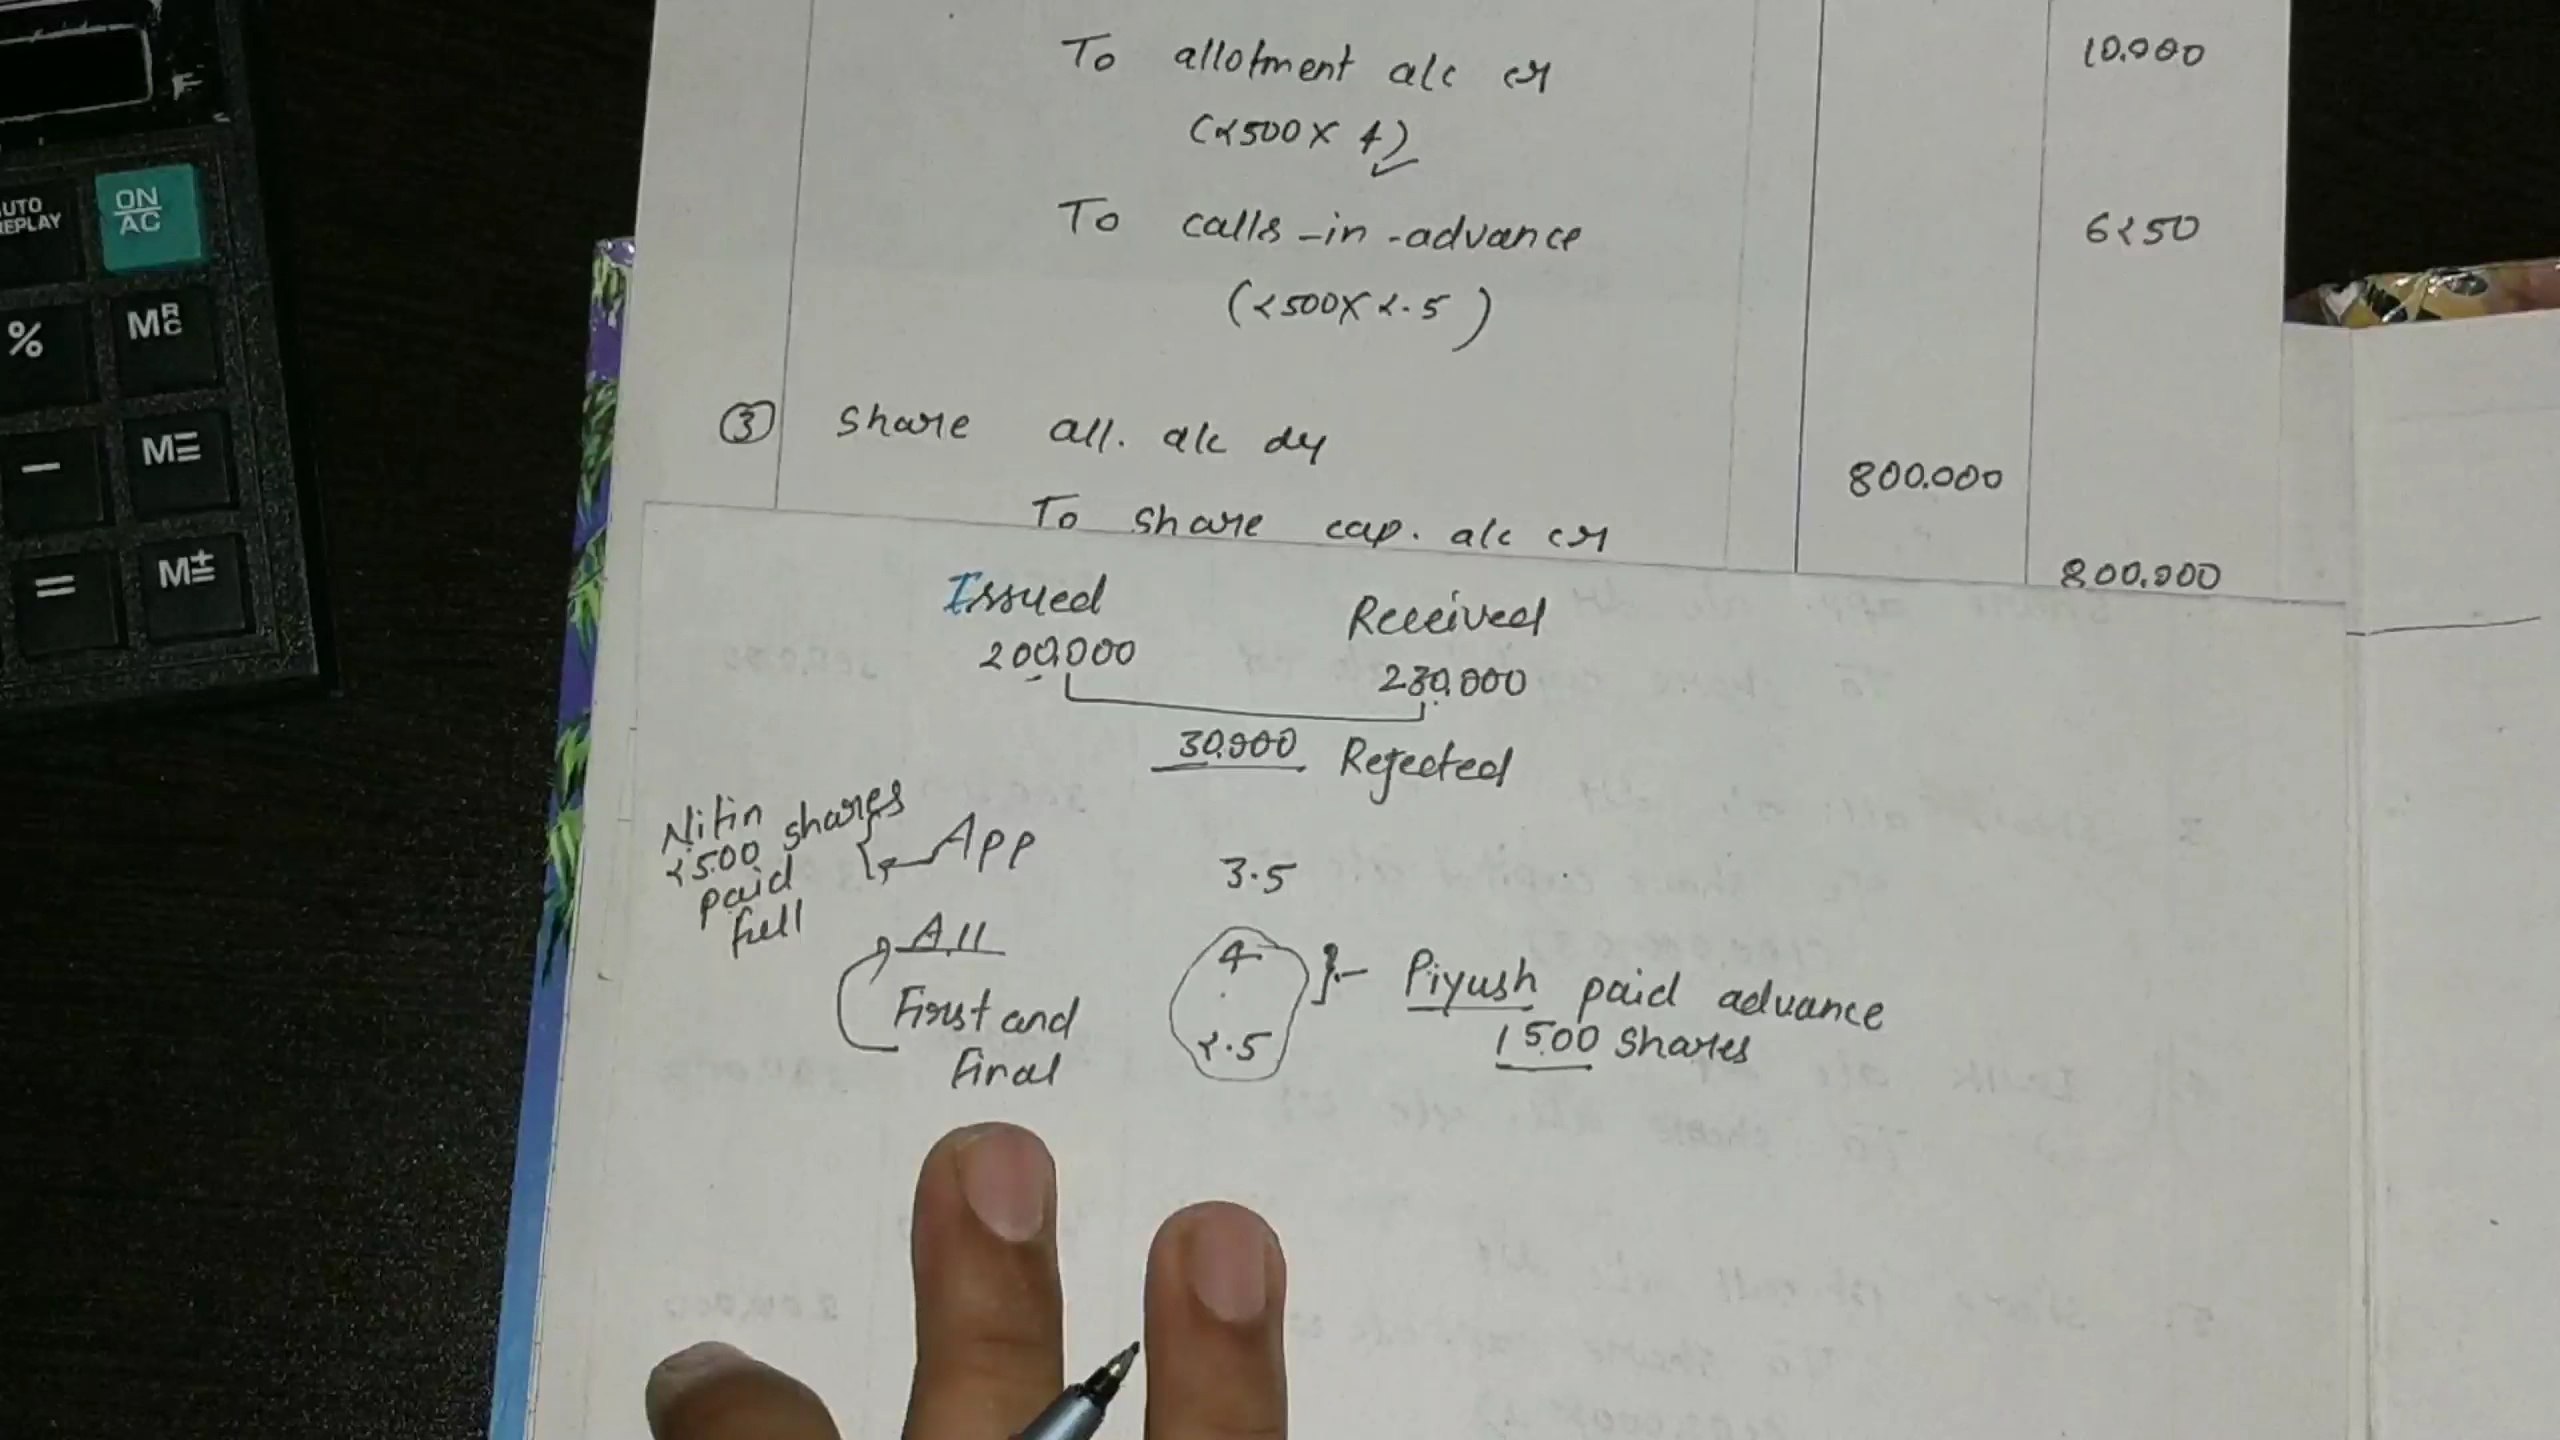 To allotment a/c cr 10.000
(2500 X 4)
To calls-in-advance 6250
(2500 X 2.5)
③ share all. a/c dr 800.000
To share cap. a/c cr 800.000
Issued Received
200,000 230,000
30,000 Rejected
Nitin
2500 shares App 3.5
paid
full
All 4 Piyush paid advance
First and 2.5 1500 shares
Final
ON
AC
AUTO
REPLAY
% MRC
− M=
= M±
F